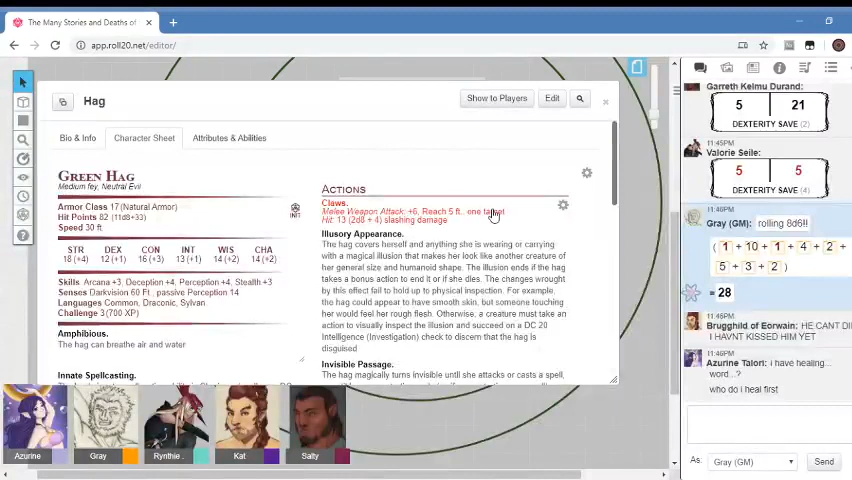 The Many Stories and Deaths of
app.roll20.net/editor/
Hag
Show to Players
Edit
Bio & Info
Character Sheet
Attributes & Abilities
GREEN HAG
Medium fey, Neutral Evil
Armor Class 17 (Natural Armor)
Hit Points 82 (11d8+33)
Speed 30 ft
INIT
STR DEX CON INT WIS CHA
18 (+4) 12 (+1) 16 (+3) 13 (+1) 14 (+2) 14 (+2)
Skills Arcana +3, Deception +4, Perception +4, Stealth +3
Senses Darkvision 60 Ft , passive Perception 14
Languages Common, Draconic, Sylvan
Challenge 3 (700 XP)
Amphibious.
The hag can breathe air and water
Innate Spellcasting.
ACTIONS
Claws.
Melee Weapon Attack: +6, Reach 5 ft., one target
Hit: 13 (2d8 + 4) slashing damage
Illusory Appearance.
The hag covers herself and anything she is wearing or carrying
with a magical illusion that makes her look like another creature of
her general size and humanoid shape. The illusion ends if the hag
takes a bonus action to end it or if she dies. The changes wrought
by this effect fail to hold up to physical inspection. For example,
the hag could appear to have smooth skin, but someone touching
her would feel her rough flesh. Otherwise, a creature must take an
action to visually inspect the illusion and succeed on a DC 20
Intelligence (Investigation) check to discern that the hag is
disguised
Invisible Passage.
The hag magically turns invisible until she attacks or casts a spell,
Garreth Kelmu Durand:
5 21
DEXTERITY SAVE (2)
11:45PM
Valorie Seile:
5 5
DEXTERITY SAVE (4)
11:46PM
Gray (GM): rolling 8d6!!
( 1 + 10 + 1 + 4 + 2 +
5 + 3 + 2 )
= 28
11:45PM
Brugghild of Eorwain: HE CANT DIE
I HAVNT KISSED HIM YET
11:46PM
Azurine Talori: i have healing
word...?
who do i heal first
As: Gray (GM) Send
Azurine
Gray
Rynthie
Kat
Salty